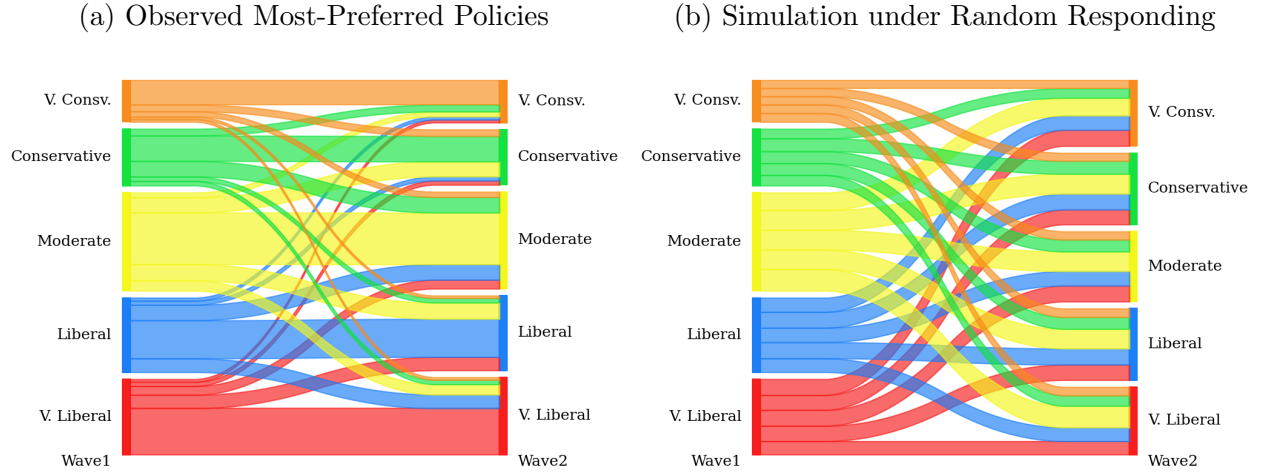 (a) Observed Most-Preferred Policies
V. Consv.
Conservative
Moderate
Liberal
V. Liberal
Wave1
V. Consv.
Conservative
Moderate
Liberal
V. Liberal
Wave2
(b) Simulation under Random Responding
V. Consv.
Conservative
Moderate
Liberal
V. Liberal
Wave1
V. Consv.
Conservative
Moderate
Liberal
V. Liberal
Wave2